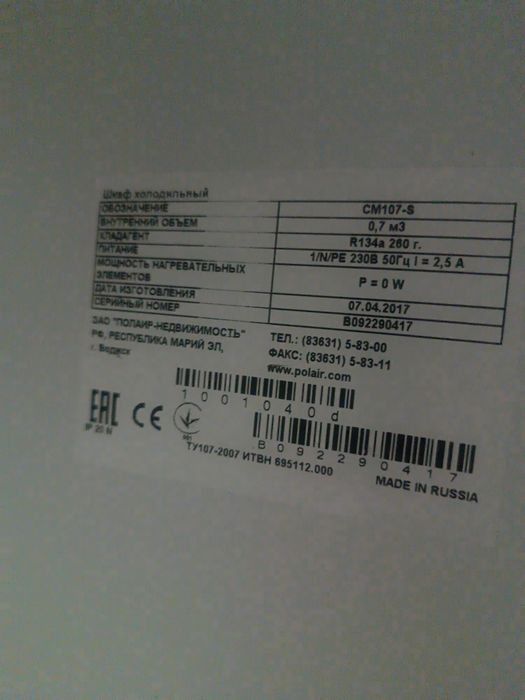 Шкаф холодильный
ОБОЗНАЧЕНИЕ CM107-S
ВНУТРЕННИЙ ОБЪЕМ 0,7 м3
ХЛАДАГЕНТ R134a 260 г.
ПИТАНИЕ 1/N/PE 230В 50Гц I = 2,5 А
МОЩНОСТЬ НАГРЕВАТЕЛЬНЫХ ЭЛЕМЕНТОВ P = 0 W
ДАТА ИЗГОТОВЛЕНИЯ 07.04.2017
СЕРИЙНЫЙ НОМЕР B092290417
ЗАО "ПОЛАИР-НЕДВИЖИМОСТЬ"
РФ, РЕСПУБЛИКА МАРИЙ ЭЛ,
г. Волжск
ТЕЛ.: (83631) 5-83-00
ФАКС: (83631) 5-83-11
www.polair.com
1001040d
B092290417
EAC CE
IP 20 N
ТУ107-2007 ИТВН 695112.000
MADE IN RUSSIA